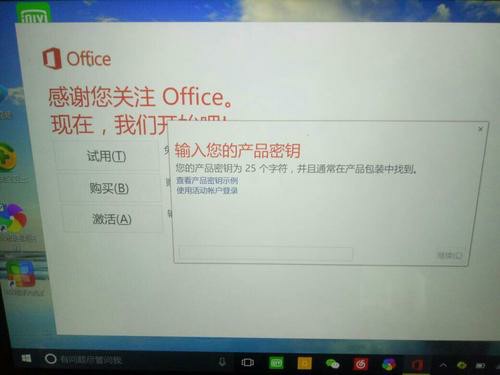 Office
感谢您关注 Office。
现在，我们开始吧!
试用(T)
购买(B)
激活(A)
输入您的产品密钥
您的产品密钥为 25 个字符，并且通常在产品包装中找到。
查看产品密钥示例
使用活动帐户登录
继续(C)
有问题尽管问我